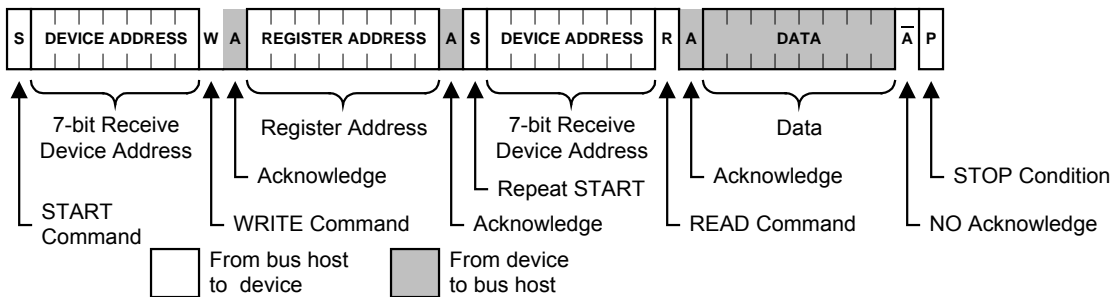 S DEVICE ADDRESS W A REGISTER ADDRESS A S DEVICE ADDRESS R A DATA A̅ P
7-bit Receive
Device Address
Register Address
7-bit Receive
Device Address
Data
Acknowledge
Repeat START
Acknowledge
STOP Condition
START
Command
WRITE Command
Acknowledge
READ Command
NO Acknowledge
From bus host
to device
From device
to bus host